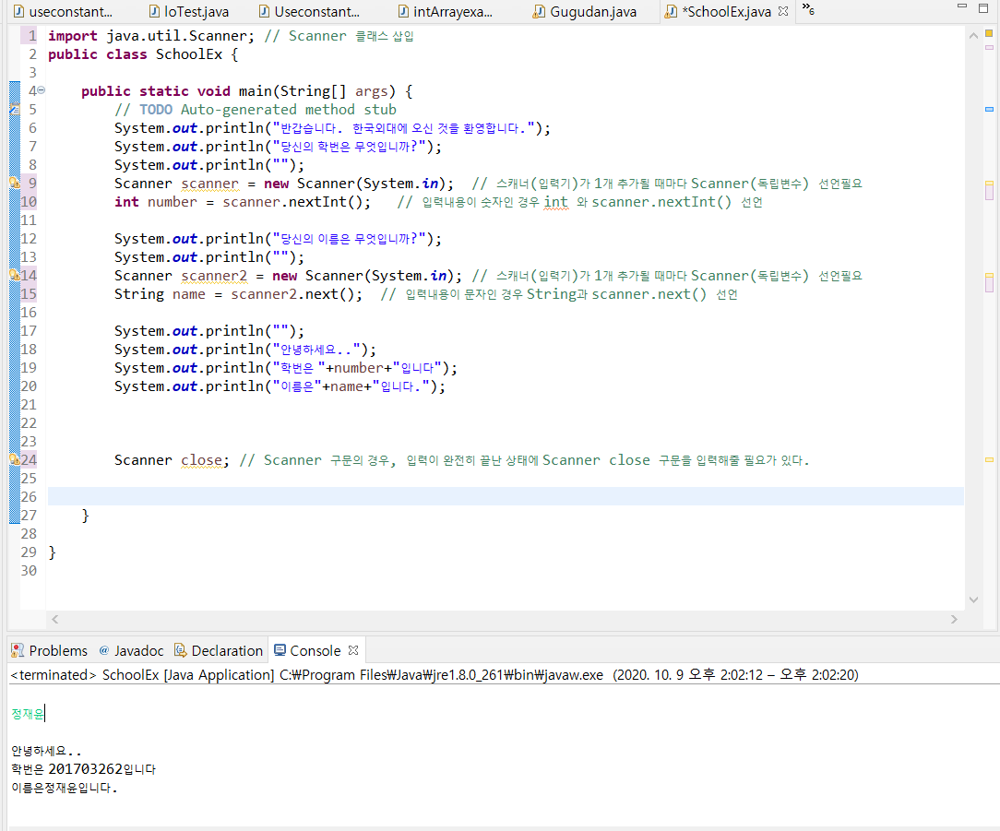 useconstant... IoTest.java Useconstant... intArrayexa... Gugudan.java *SchoolEx.java »6
1 import java.util.Scanner; // Scanner 클래스 삽입
2 public class SchoolEx {
3
4 public static void main(String[] args) {
5 // TODO Auto-generated method stub
6 System.out.println("반갑습니다. 한국외대에 오신 것을 환영합니다.");
7 System.out.println("당신의 학번은 무엇입니까?");
8 System.out.println("");
9 Scanner scanner = new Scanner(System.in); // 스캐너(입력기)가 1개 추가될 때마다 Scanner(독립변수) 선언필요
10 int number = scanner.nextInt(); // 입력내용이 숫자인 경우 int 와 scanner.nextInt() 선언
11
12 System.out.println("당신의 이름은 무엇입니까?");
13 System.out.println("");
14 Scanner scanner2 = new Scanner(System.in); // 스캐너(입력기)가 1개 추가될 때마다 Scanner(독립변수) 선언필요
15 String name = scanner2.next(); // 입력내용이 문자인 경우 String과 scanner.next() 선언
16
17 System.out.println("");
18 System.out.println("안녕하세요..");
19 System.out.println("학번은 "+number+"입니다");
20 System.out.println("이름은"+name+"입니다.");
21
22
23
24 Scanner close; // Scanner 구문의 경우, 입력이 완전히 끝난 상태에 Scanner close 구문을 입력해줄 필요가 있다.
25
26
27 }
28
29 }
30
Problems @ Javadoc Declaration Console
<terminated> SchoolEx [Java Application] C:₩Program Files₩Java₩jre1.8.0_261₩bin₩javaw.exe (2020. 10. 9 오후 2:02:12 – 오후 2:02:20)
정재윤
안녕하세요..
학번은 201703262입니다
이름은정재윤입니다.